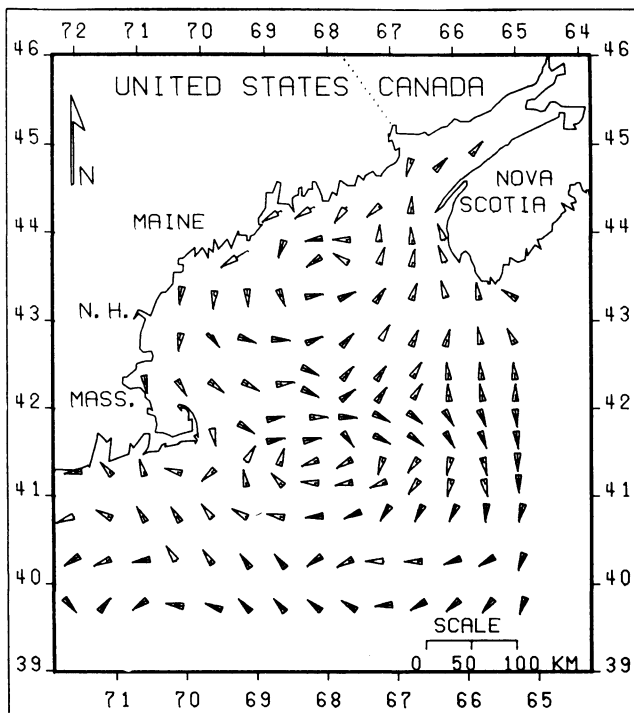 72 71 70 69 68 67 66 65 64
46 46
UNITED STATES CANADA
45 45
N
NOVA
SCOTIA
44 44
MAINE
43 43
N.H.
42 42
MASS.
41 41
40 40
SCALE
39 0 50 100 KM 39
71 70 69 68 67 66 65